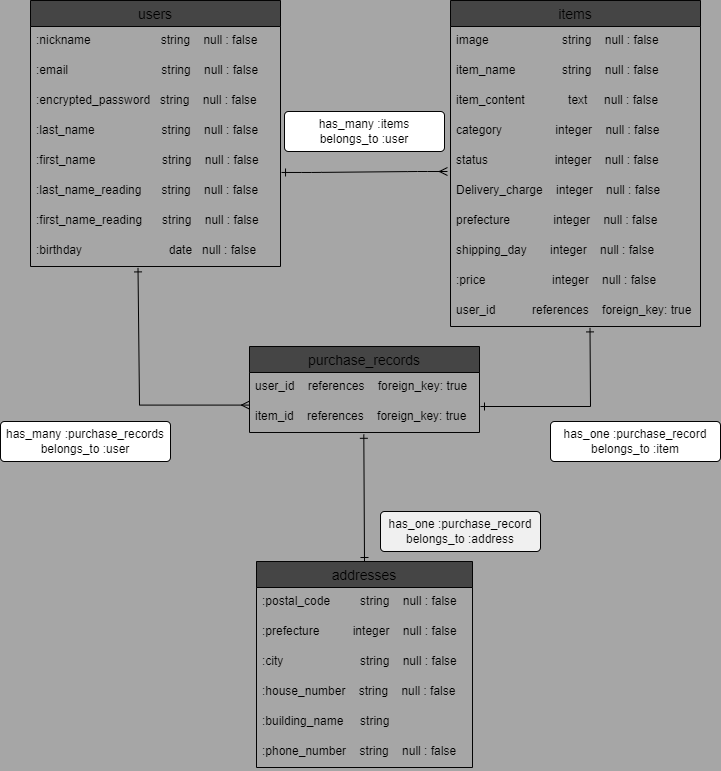 users
:nickname string null : false
:email string null : false
:encrypted_password string null : false
:last_name string null : false
:first_name string null : false
:last_name_reading string null : false
:first_name_reading string null : false
:birthday date null : false
has_many :items
belongs_to :user
items
image string null : false
item_name string null : false
item_content text null : false
category integer null : false
status integer null : false
Delivery_charge integer null : false
prefecture integer null : false
shipping_day integer null : false
:price integer null : false
user_id references foreign_key: true
purchase_records
user_id references foreign_key: true
item_id references foreign_key: true
has_many :purchase_records
belongs_to :user
has_one :purchase_record
belongs_to :item
has_one :purchase_record
belongs_to :address
addresses
:postal_code string null : false
:prefecture integer null : false
:city string null : false
:house_number string null : false
:building_name string
:phone_number string null : false